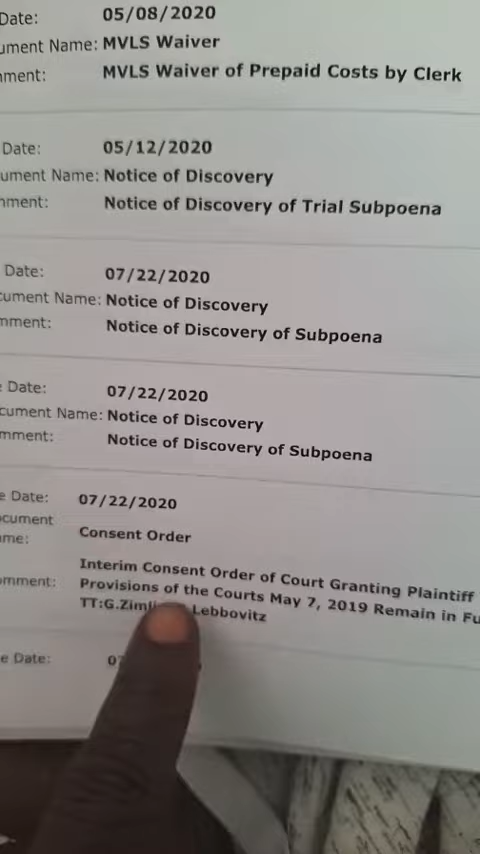 Date: 05/08/2020
ument Name: MVLS Waiver
ment: MVLS Waiver of Prepaid Costs by Clerk
Date: 05/12/2020
ument Name: Notice of Discovery
mment: Notice of Discovery of Trial Subpoena
Date: 07/22/2020
cument Name: Notice of Discovery
mment: Notice of Discovery of Subpoena
e Date: 07/22/2020
cument Name: Notice of Discovery
mment: Notice of Discovery of Subpoena
e Date: 07/22/2020
ocument
ame: Consent Order
Interim Consent Order of Court Granting Plaintiff
omment: Provisions of the Courts May 7, 2019 Remain in Fu
Lebbovitz
e Date: